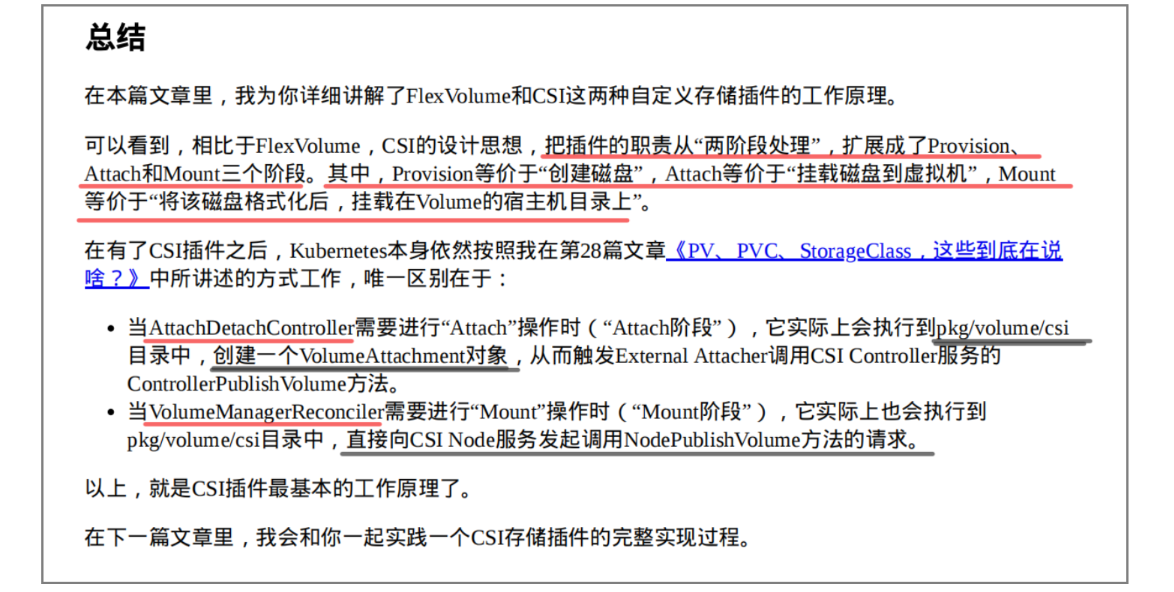 总结
在本篇文章里，我为你详细讲解了FlexVolume和CSI这两种自定义存储插件的工作原理。
可以看到，相比于FlexVolume，CSI的设计思想，把插件的职责从“两阶段处理”，扩展成了Provision、
Attach和Mount三个阶段。其中，Provision等价于“创建磁盘”，Attach等价于“挂载磁盘到虚拟机”，Mount
等价于“将该磁盘格式化后，挂载在Volume的宿主机目录上”。
在有了CSI插件之后，Kubernetes本身依然按照我在第28篇文章《PV、PVC、StorageClass，这些到底在说
啥？》中所讲述的方式工作，唯一区别在于：
• 当AttachDetachController需要进行“Attach”操作时（“Attach阶段”），它实际上会执行到pkg/volume/csi
目录中，创建一个VolumeAttachment对象，从而触发External Attacher调用CSI Controller服务的
ControllerPublishVolume方法。
• 当VolumeManagerReconciler需要进行“Mount”操作时（“Mount阶段”），它实际上也会执行到
pkg/volume/csi目录中，直接向CSI Node服务发起调用NodePublishVolume方法的请求。
以上，就是CSI插件最基本的工作原理了。
在下一篇文章里，我会和你一起实践一个CSI存储插件的完整实现过程。